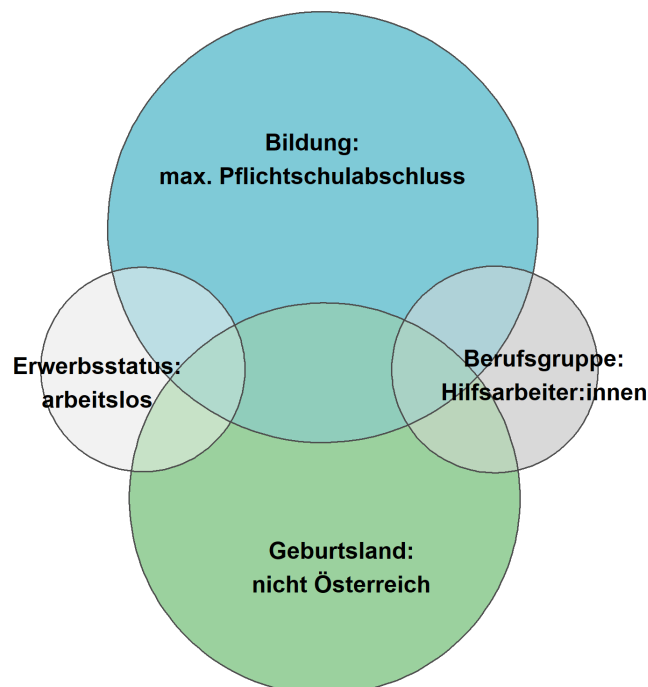 Bildung:
max. Pflichtschulabschluss
Erwerbsstatus:
arbeitslos
Berufsgruppe:
Hilfsarbeiter:innen
Geburtsland:
nicht Österreich